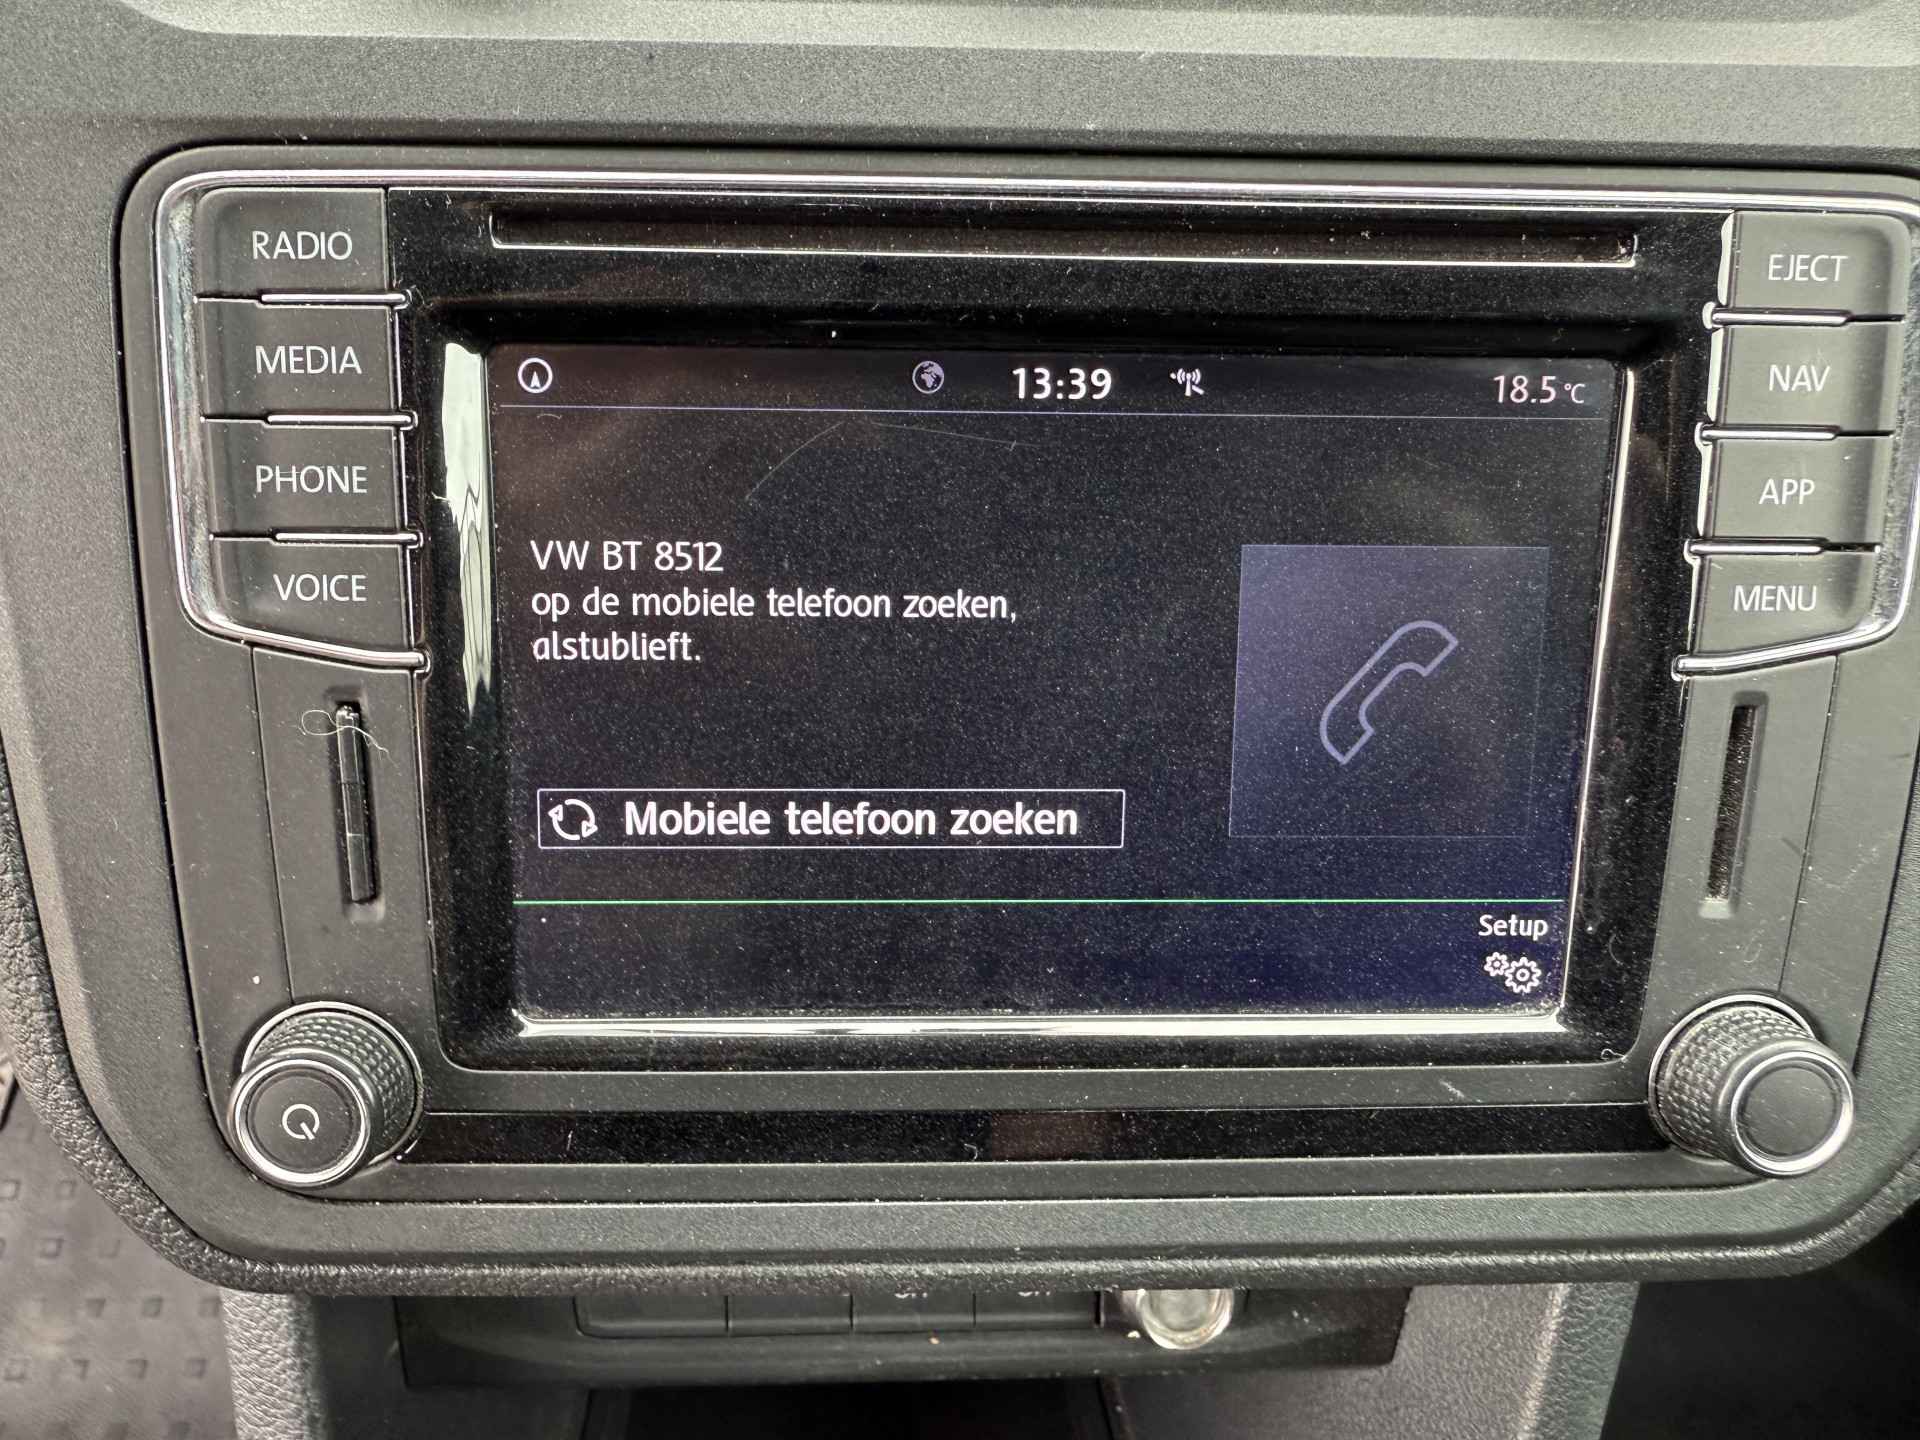 RADIO
MEDIA
PHONE
VOICE
13:39
18.5 °C
VW BT 8512
op de mobiele telefoon zoeken,
alstublieft.
Mobiele telefoon zoeken
Setup
EJECT
NAV
APP
MENU